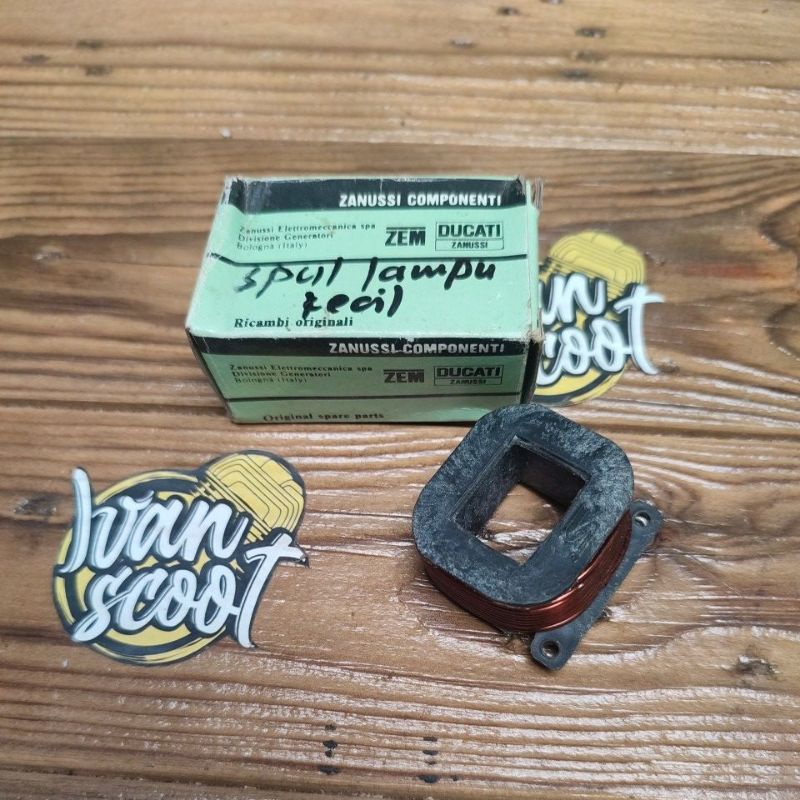 ZANUSSI COMPONENTI
Zanussi Elettromeccanica spa
Divisione Generatori
Bologna (Italy)
ZEM
DUCATI
ZANUSSI
spul lampu
kecil
Ricambi originali
ZANUSSI COMPONENTI
Zanussi Elettromeccanica spa
Divisione Generatori
Bologna (Italy)
ZEM
DUCATI
ZANUSSI
Original spare parts
Ivan
scoot
Ivan
scoot